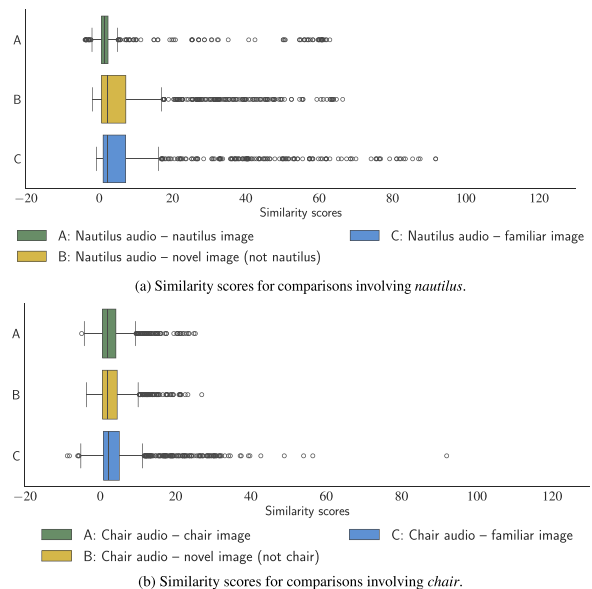 A
B
C
−20 0 20 40 60 80 100 120
Similarity scores
A: Nautilus audio – nautilus image C: Nautilus audio – familiar image
B: Nautilus audio – novel image (not nautilus)
(a) Similarity scores for comparisons involving nautilus.
A
B
C
−20 0 20 40 60 80 100 120
Similarity scores
A: Chair audio – chair image C: Chair audio – familiar image
B: Chair audio – novel image (not chair)
(b) Similarity scores for comparisons involving chair.